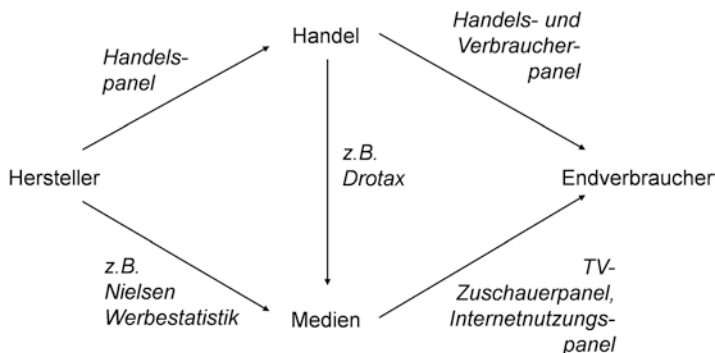 Handel
Handels- und
Verbraucher-
panel
Handels-
panel
z.B.
Drotax
Hersteller
Endverbraucher
z.B.
Nielsen
Werbestatistik
Medien
TV-
Zuschauerpanel,
Internetnutzungs-
panel